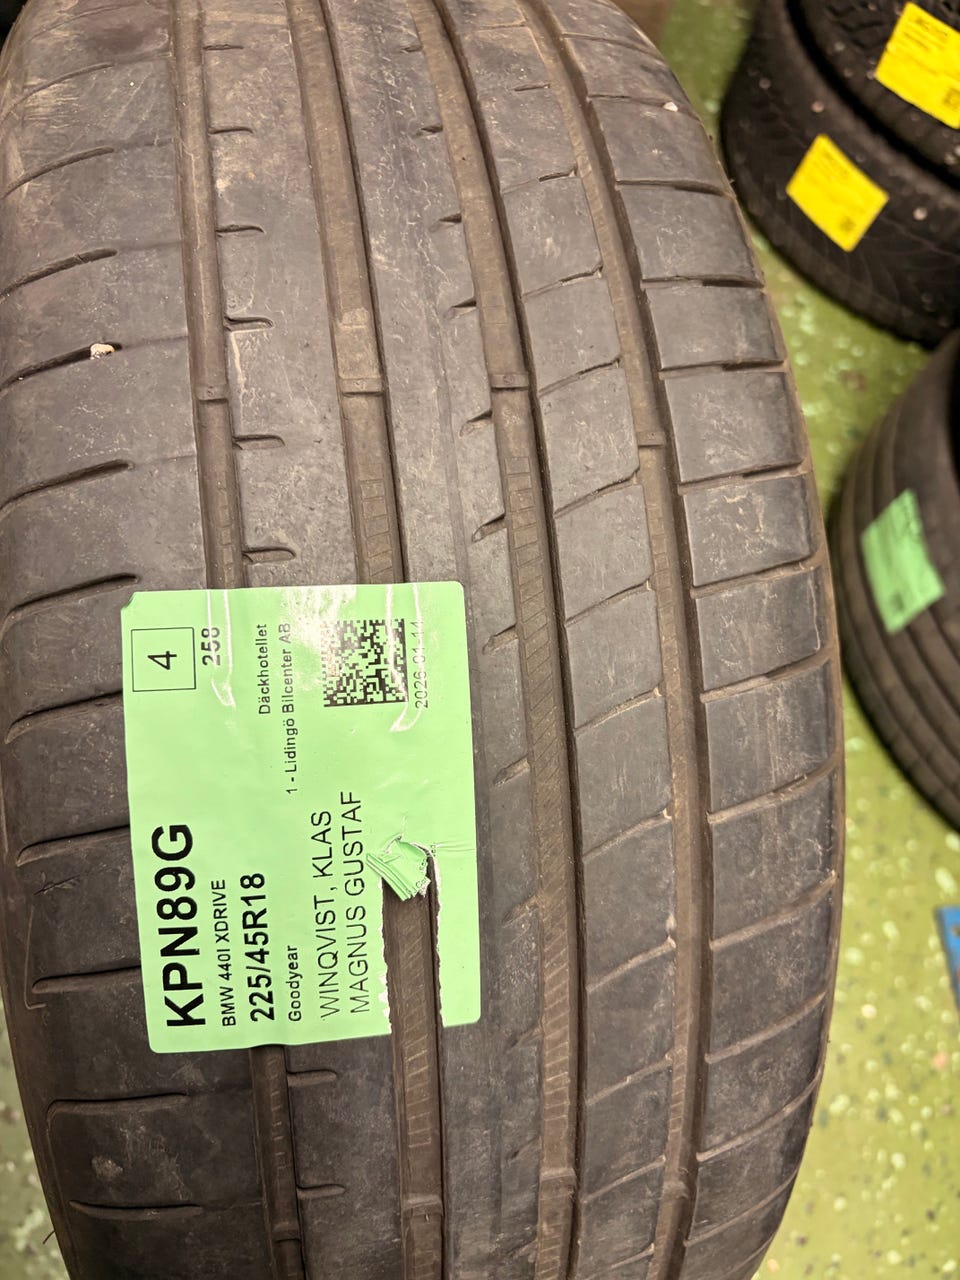 4
258
Däckhotellet
1 - Lidingö Bilcenter AB
2026-01-14
KPN89G
BMW 440I XDRIVE
225/45R18
Goodyear
WINQVIST, KLAS
MAGNUS GUSTAF